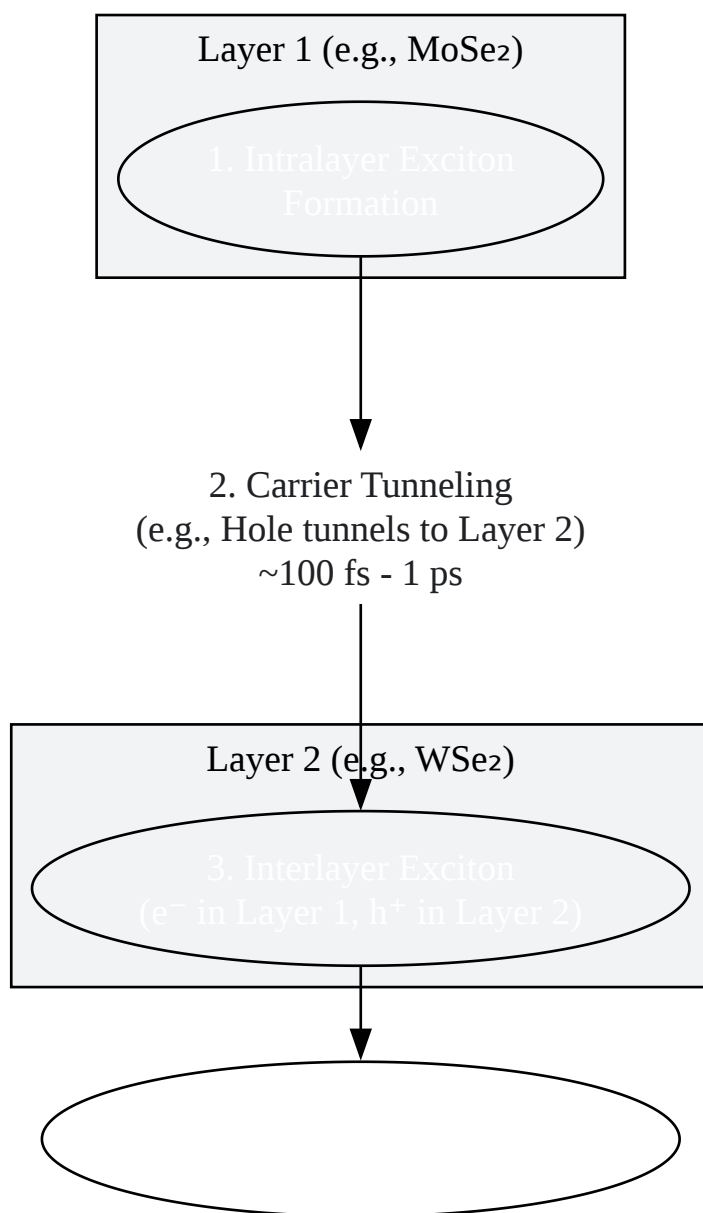 Layer 1 (e.g., MoSe₂)
1. Intralayer Exciton
Formation
2. Carrier Tunneling
(e.g., Hole tunnels to Layer 2)
~100 fs - 1 ps
Layer 2 (e.g., WSe₂)
3. Interlayer Exciton
(e⁻ in Layer 1, h⁺ in Layer 2)